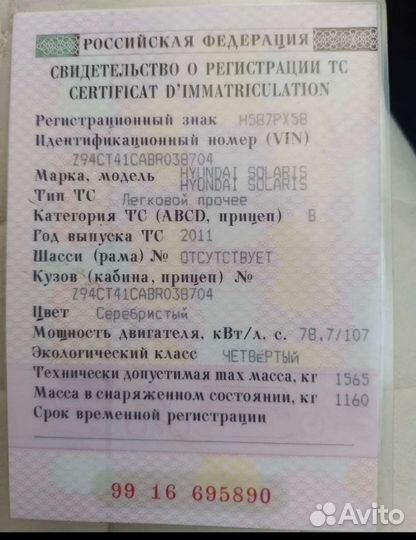 РОССИЙСКАЯ ФЕДЕРАЦИЯ
СВИДЕТЕЛЬСТВО О РЕГИСТРАЦИИ ТС
CERTIFICAT D'IMMATRICULATION
Регистрационный знак Н587РХ58
Идентификационный номер (VIN)
Z94CT41CABR038704
Марка, модель HYUNDAI SOLARIS
HYUNDAI SOLARIS
Тип ТС Легковой прочее
Категория ТС (ABCD, прицеп) B
Год выпуска ТС 2011
Шасси (рама) № ОТСУТСТВУЕТ
Кузов (кабина, прицеп) №
Z94CT41CABR038704
Цвет Серебристый
Мощность двигателя, кВт/л. с. 78.7/107
Экологический класс ЧЕТВЁРТЫЙ
Технически допустимая max масса, кг 1565
Масса в снаряженном состоянии, кг 1160
Срок временной регистрации
99 16 695890
Avito